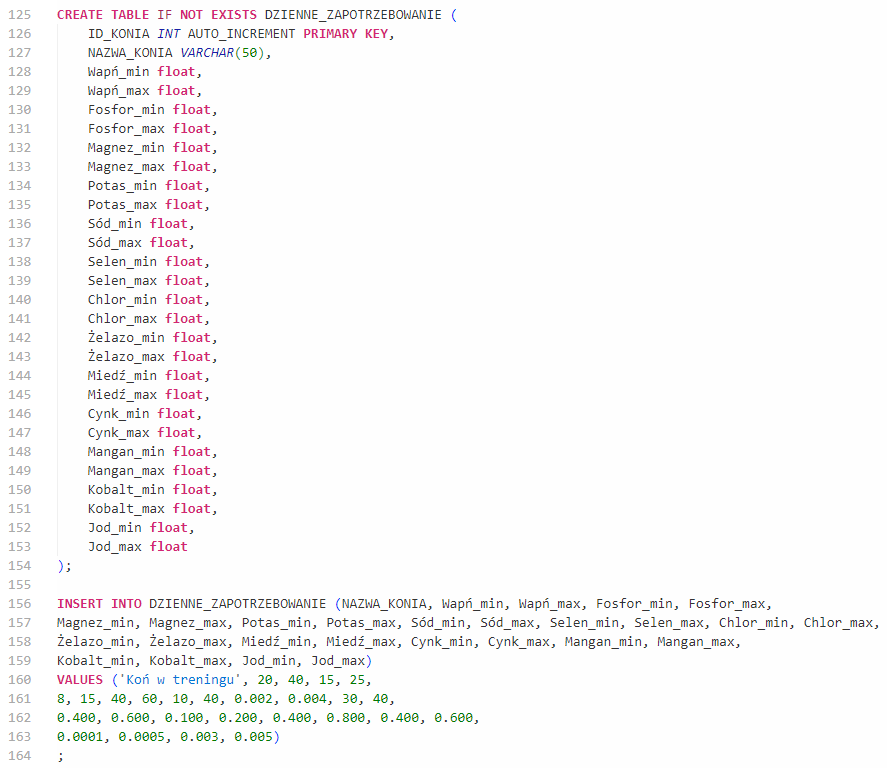 125 CREATE TABLE IF NOT EXISTS DZIENNE_ZAPOTRZEBOWANIE (
126 ID_KONIA INT AUTO_INCREMENT PRIMARY KEY,
127 NAZWA_KONIA VARCHAR(50),
128 Wapń_min float,
129 Wapń_max float,
130 Fosfor_min float,
131 Fosfor_max float,
132 Magnez_min float,
133 Magnez_max float,
134 Potas_min float,
135 Potas_max float,
136 Sód_min float,
137 Sód_max float,
138 Selen_min float,
139 Selen_max float,
140 Chlor_min float,
141 Chlor_max float,
142 Żelazo_min float,
143 Żelazo_max float,
144 Miedź_min float,
145 Miedź_max float,
146 Cynk_min float,
147 Cynk_max float,
148 Mangan_min float,
149 Mangan_max float,
150 Kobalt_min float,
151 Kobalt_max float,
152 Jod_min float,
153 Jod_max float
154 );
155
156 INSERT INTO DZIENNE_ZAPOTRZEBOWANIE (NAZWA_KONIA, Wapń_min, Wapń_max, Fosfor_min, Fosfor_max,
157 Magnez_min, Magnez_max, Potas_min, Potas_max, Sód_min, Sód_max, Selen_min, Selen_max, Chlor_min, Chlor_max,
158 Żelazo_min, Żelazo_max, Miedź_min, Miedź_max, Cynk_min, Cynk_max, Mangan_min, Mangan_max,
159 Kobalt_min, Kobalt_max, Jod_min, Jod_max)
160 VALUES ('Koń w treningu', 20, 40, 15, 25,
161 8, 15, 40, 60, 10, 40, 0.002, 0.004, 30, 40,
162 0.400, 0.600, 0.100, 0.200, 0.400, 0.800, 0.400, 0.600,
163 0.0001, 0.0005, 0.003, 0.005)
164 ;